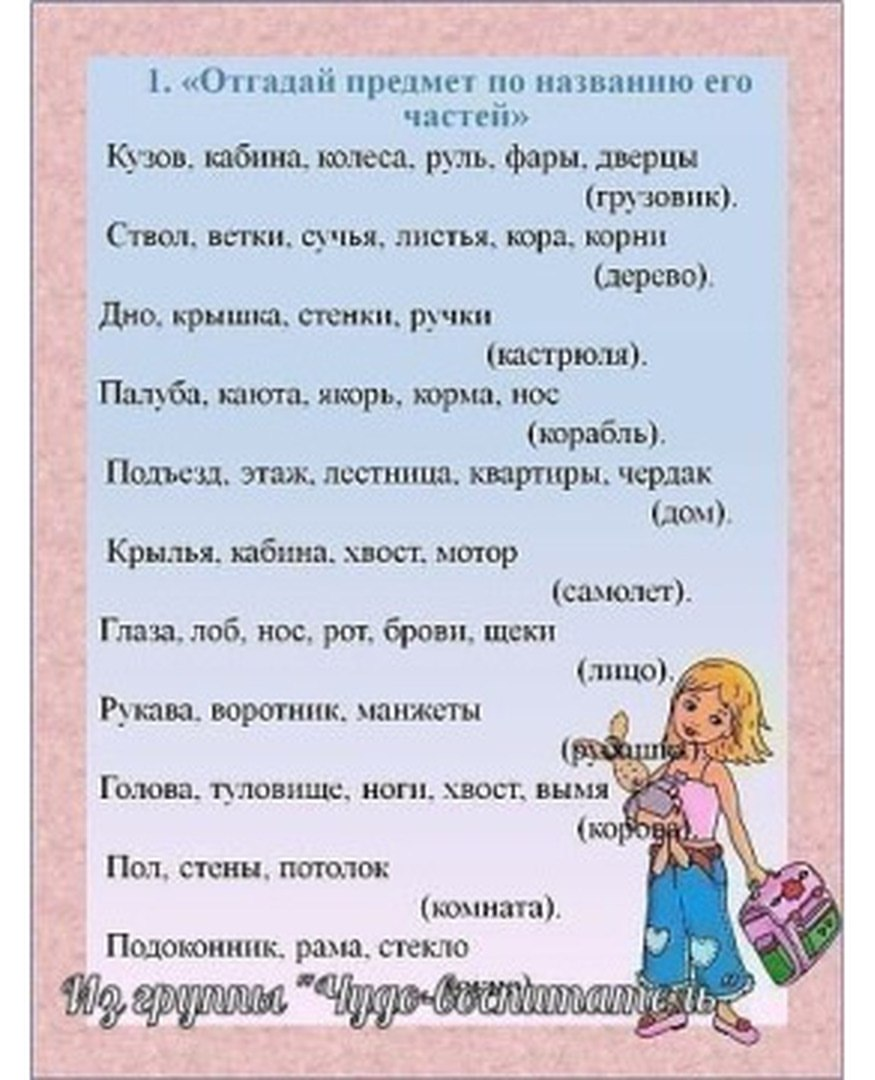 1. «Отгадай предмет по названию его
частей»
Кузов, кабина, колеса, руль, фары, дверцы
(грузовик).
Ствол, ветки, сучья, листья, кора, корни
(дерево).
Дно, крышка, стенки, ручки
(кастрюля).
Палуба, каюта, якорь, корма, нос
(корабль).
Подъезд, этаж, лестница, квартиры, чердак
(дом).
Крылья, кабина, хвост, мотор
(самолет).
Глаза, лоб, нос, рот, брови, щеки
(лицо).
Рукава, воротник, манжеты
(рубашка).
Голова, туловище, ноги, хвост, вымя
(корова).
Пол, стены, потолок
(комната).
Подоконник, рама, стекло
Из группы "Чудо-воспитатель